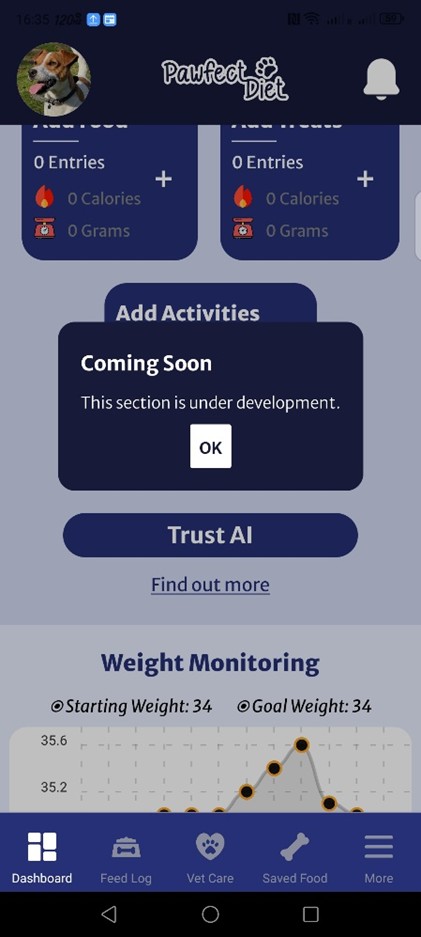 16:35
Pawfect
Diet
Add Food
Add Treats
0 Entries
0 Entries
0 Calories
0 Calories
0 Grams
0 Grams
Add Activities
Coming Soon
This section is under development.
OK
Trust AI
Find out more
Weight Monitoring
Starting Weight: 34
Goal Weight: 34
35.6
35.2
Dashboard
Feed Log
Vet Care
Saved Food
More